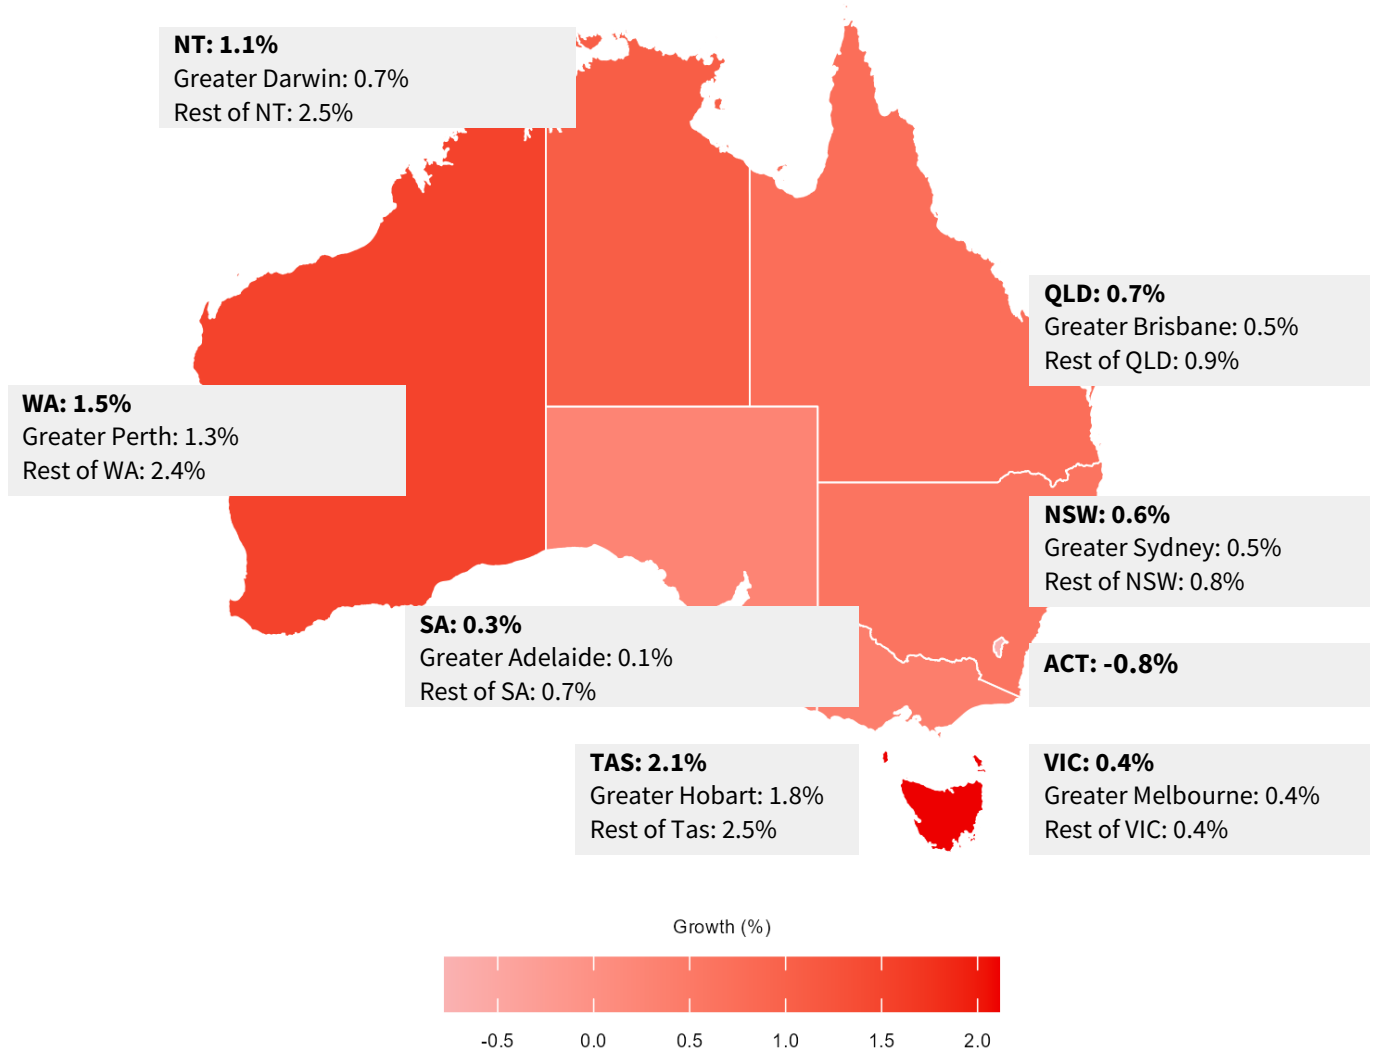 NT: 1.1%
Greater Darwin: 0.7%
Rest of NT: 2.5%
QLD: 0.7%
Greater Brisbane: 0.5%
Rest of QLD: 0.9%
WA: 1.5%
Greater Perth: 1.3%
Rest of WA: 2.4%
NSW: 0.6%
Greater Sydney: 0.5%
Rest of NSW: 0.8%
SA: 0.3%
Greater Adelaide: 0.1%
Rest of SA: 0.7%
ACT: -0.8%
TAS: 2.1%
Greater Hobart: 1.8%
Rest of Tas: 2.5%
VIC: 0.4%
Greater Melbourne: 0.4%
Rest of VIC: 0.4%
Growth (%)
-0.5 0.0 0.5 1.0 1.5 2.0